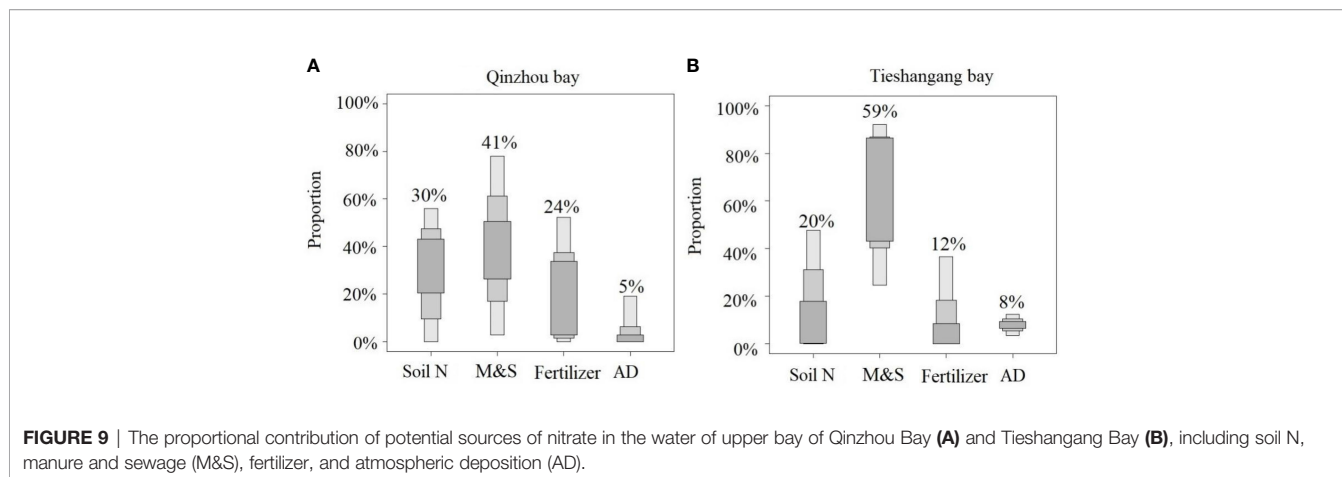 A
Qinzhou bay
100%
80%
60%
40%
20%
0%
Proportion
30%
41%
24%
5%
Soil N M&S Fertilizer AD
B
Tieshangang bay
100%
80%
60%
40%
20%
0%
Proportion
20%
59%
12%
8%
Soil N M&S Fertilizer AD
FIGURE 9 | The proportional contribution of potential sources of nitrate in the water of upper bay of Qinzhou Bay (A) and Tieshangang Bay (B), including soil N,
manure and sewage (M&S), fertilizer, and atmospheric deposition (AD).